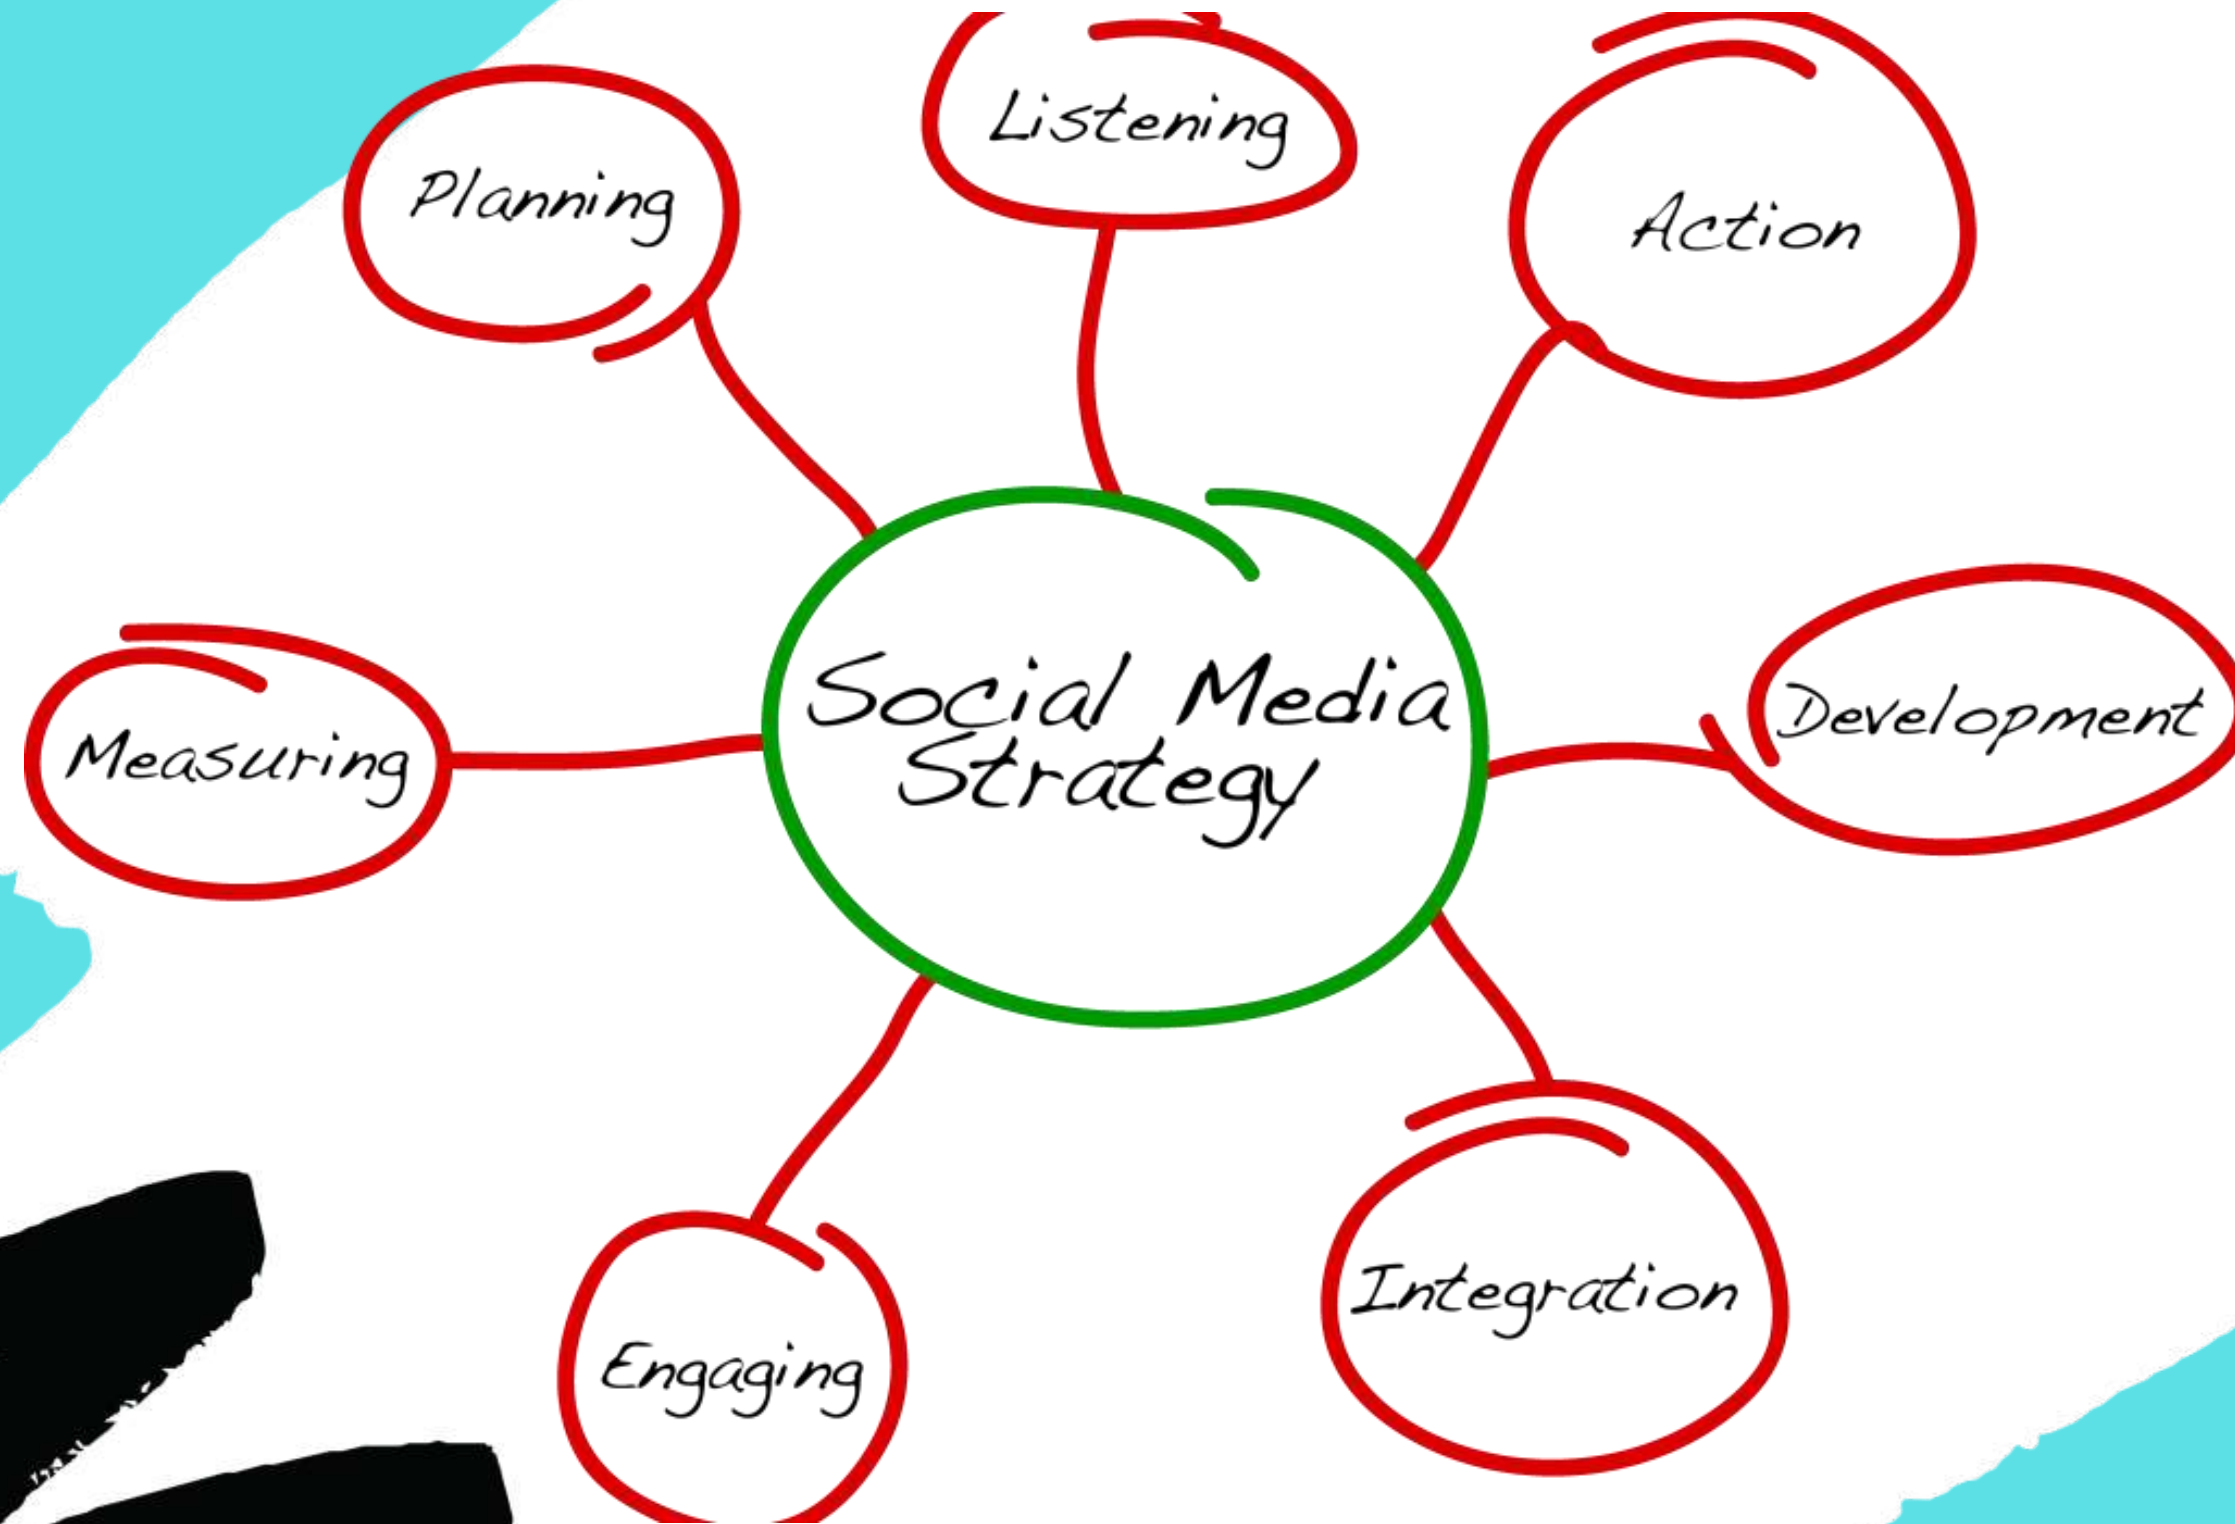 Listening
Planning
Action
Social Media
Strategy
Development
Measuring
Integration
Engaging